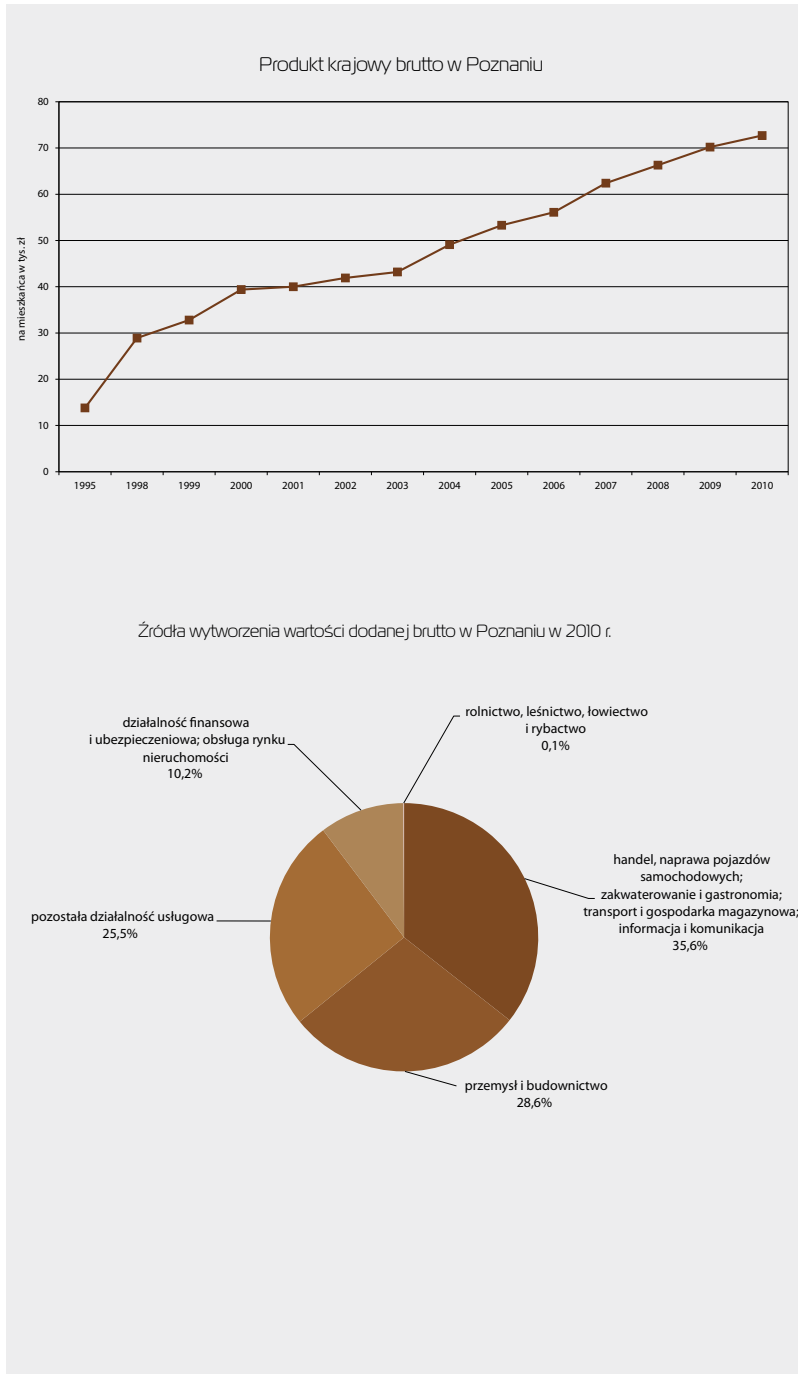 Produkt krajowy brutto w Poznaniu
80
70
60
50
40
30
20
10
0
na mieszkańca w tys. zł
1995 1998 1999 2000 2001 2002 2003 2004 2005 2006 2007 2008 2009 2010
Źródła wytworzenia wartości dodanej brutto w Poznaniu w 2010 r.
działalność finansowa
i ubezpieczeniowa; obsługa rynku
nieruchomości
10,2%
rolnictwo, leśnictwo, łowiectwo
i rybactwo
0,1%
handel, naprawa pojazdów
samochodowych;
zakwaterowanie i gastronomia;
transport i gospodarka magazynowa;
informacja i komunikacja
35,6%
pozostała działalność usługowa
25,5%
przemysł i budownictwo
28,6%